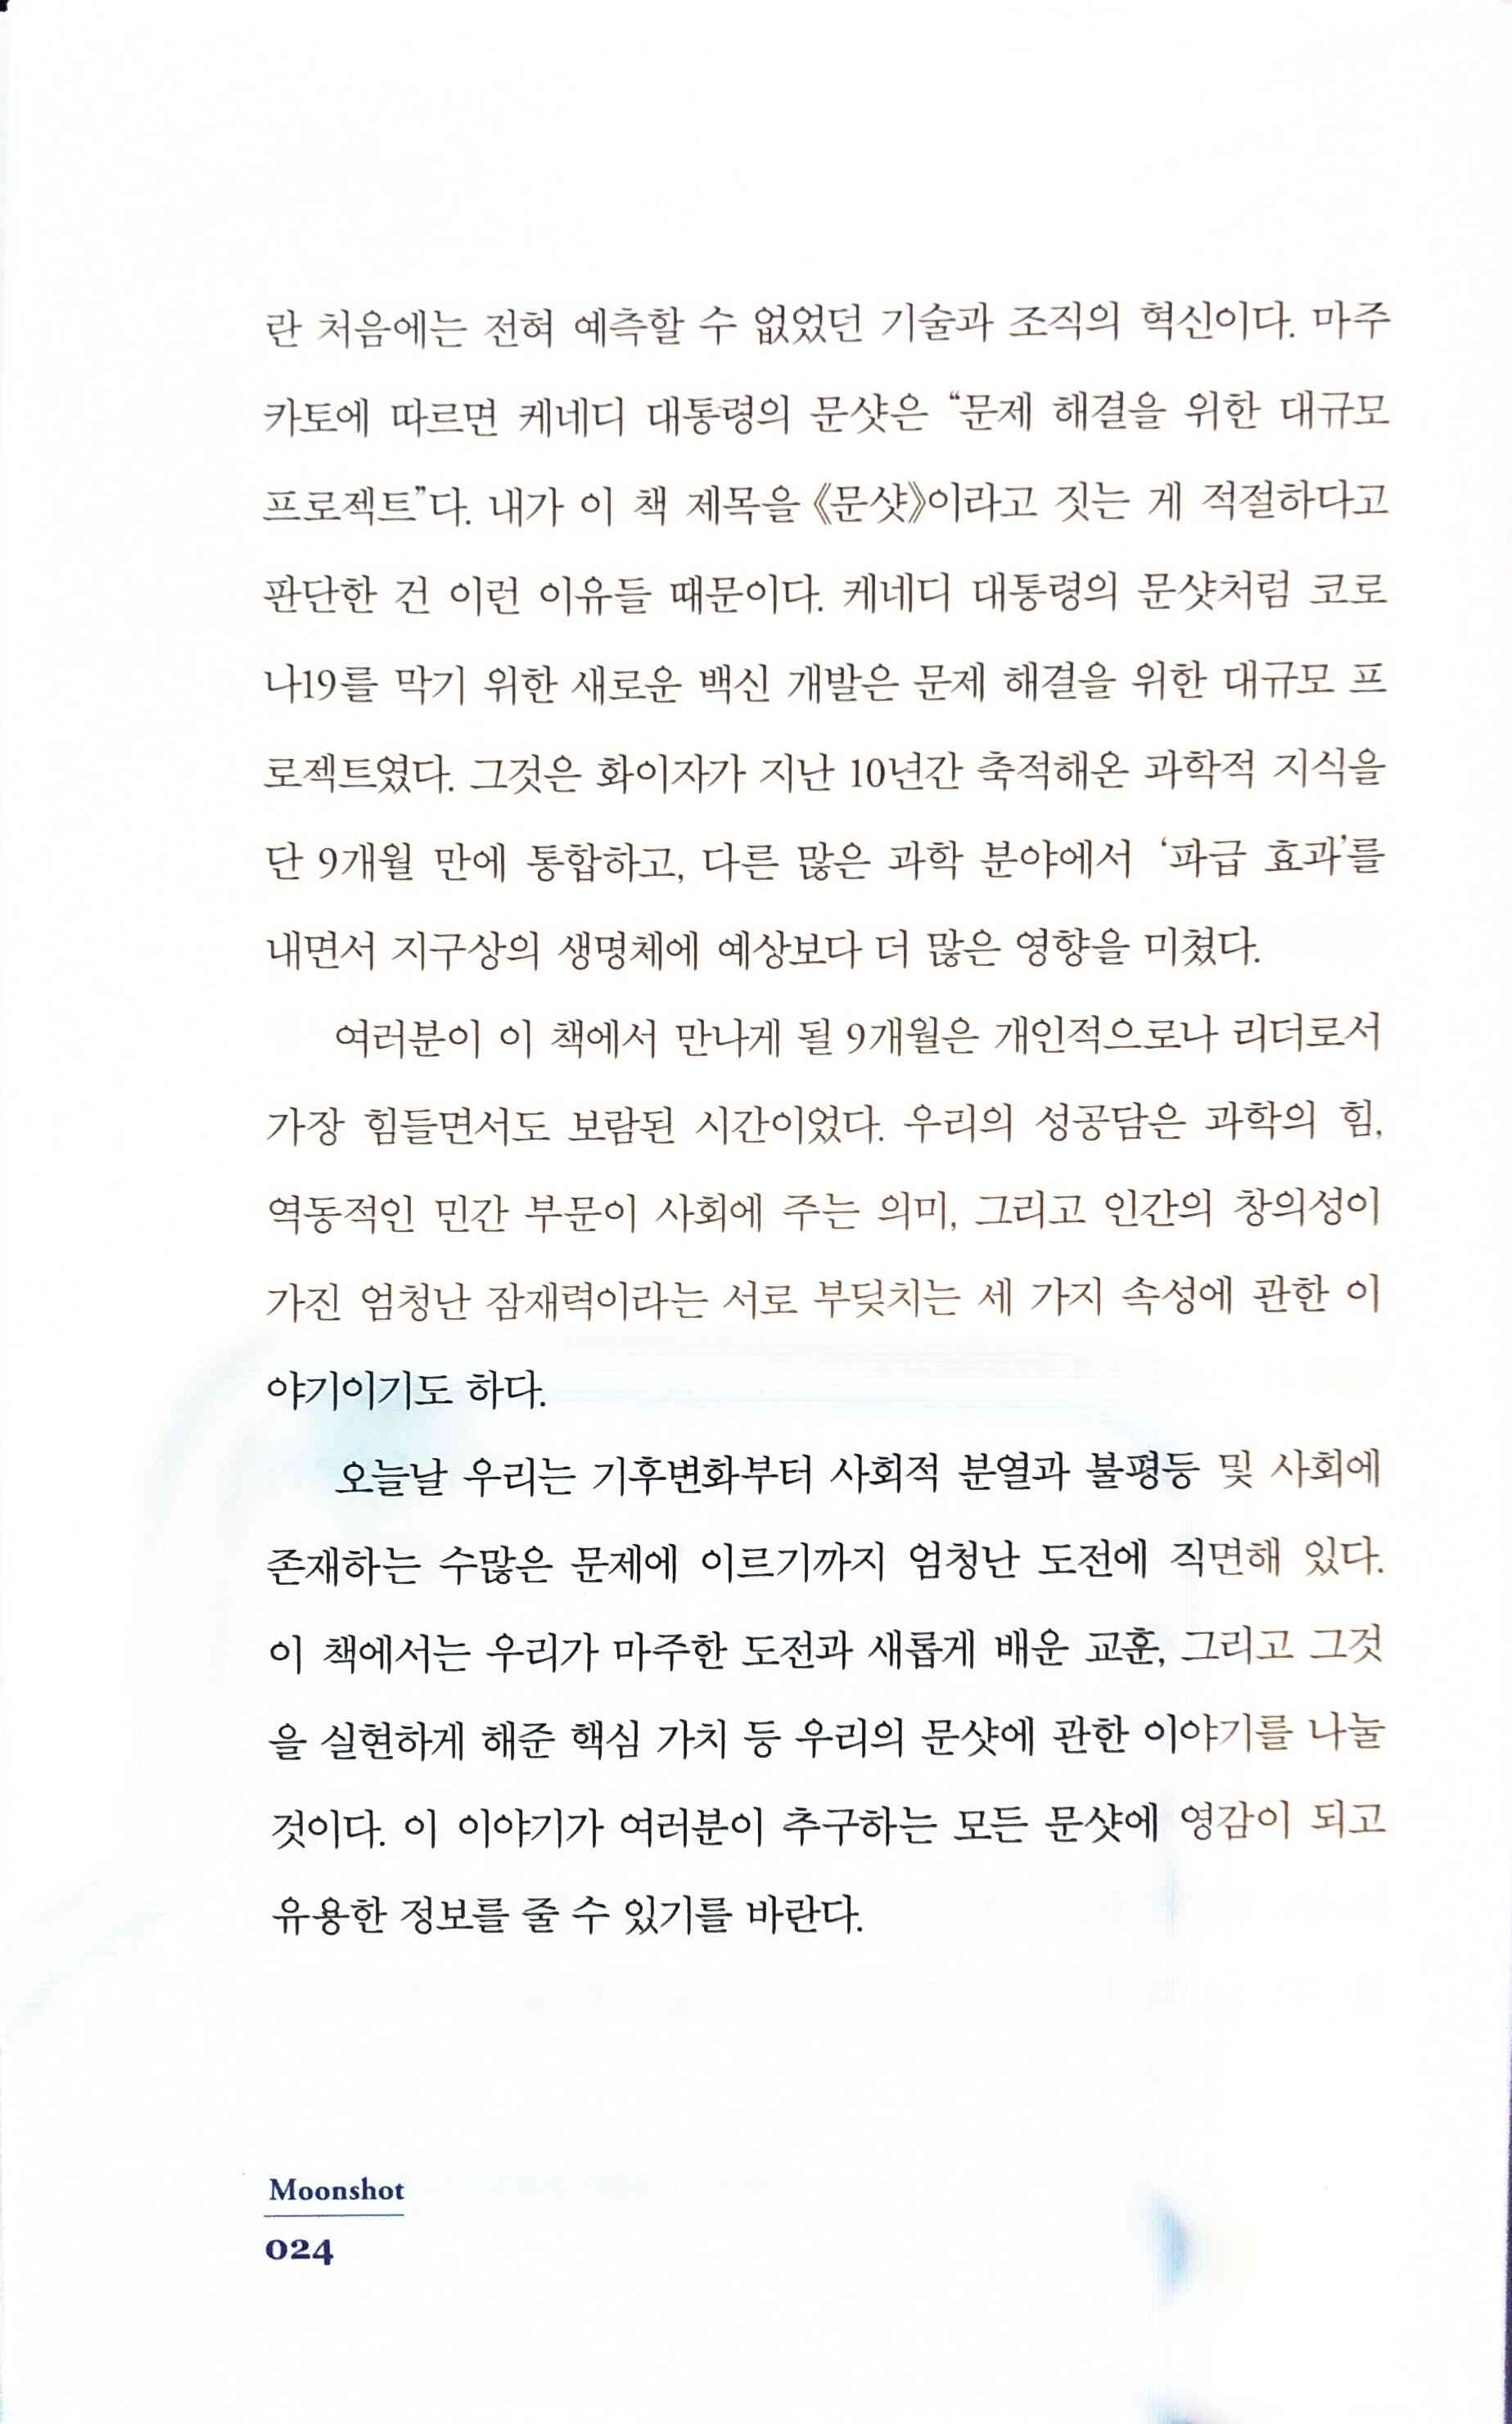 란 처음에는 전혀 예측할 수 없었던 기술과 조직의 혁신이다. 마주
카토에 따르면 케네디 대통령의 문샷은 “문제 해결을 위한 대규모
프로젝트”다. 내가 이 책 제목을 《문샷》이라고 짓는 게 적절하다고
판단한 건 이런 이유들 때문이다. 케네디 대통령의 문샷처럼 코로
나19를 막기 위한 새로운 백신 개발은 문제 해결을 위한 대규모 프
로젝트였다. 그것은 화이자가 지난 10년간 축적해온 과학적 지식을
단 9개월 만에 통합하고, 다른 많은 과학 분야에서 ‘파급 효과’를
내면서 지구상의 생명체에 예상보다 더 많은 영향을 미쳤다.
여러분이 이 책에서 만나게 될 9개월은 개인적으로나 리더로서
가장 힘들면서도 보람된 시간이었다. 우리의 성공담은 과학의 힘,
역동적인 민간 부문이 사회에 주는 의미, 그리고 인간의 창의성이
가진 엄청난 잠재력이라는 서로 부딪치는 세 가지 속성에 관한 이
야기이기도 하다.
오늘날 우리는 기후변화부터 사회적 분열과 불평등 및 사회에
존재하는 수많은 문제에 이르기까지 엄청난 도전에 직면해 있다.
이 책에서는 우리가 마주한 도전과 새롭게 배운 교훈, 그리고 그것
을 실현하게 해준 핵심 가치 등 우리의 문샷에 관한 이야기를 나눌
것이다. 이 이야기가 여러분이 추구하는 모든 문샷에 영감이 되고
유용한 정보를 줄 수 있기를 바란다.
Moonshot
024